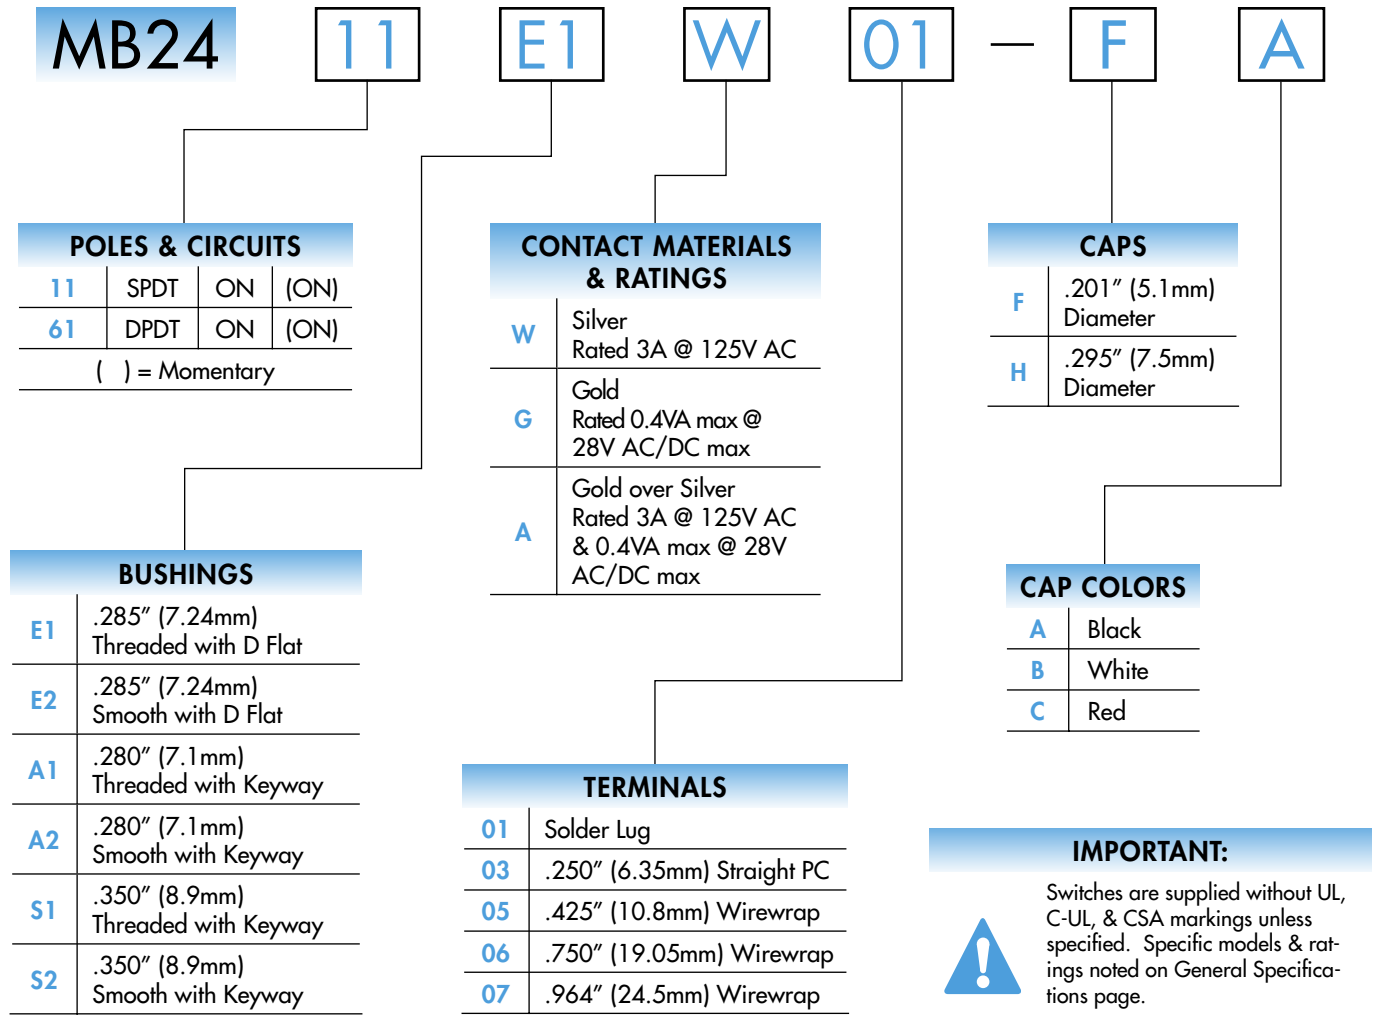 MB24 11 E1 W 01 — F A
POLES & CIRCUITS
11 SPDT ON (ON)
61 DPDT ON (ON)
( ) = Momentary
BUSHINGS
E1 .285″ (7.24mm)
Threaded with D Flat
E2 .285″ (7.24mm)
Smooth with D Flat
A1 .280″ (7.1mm)
Threaded with Keyway
A2 .280″ (7.1mm)
Smooth with Keyway
S1 .350″ (8.9mm)
Threaded with Keyway
S2 .350″ (8.9mm)
Smooth with Keyway
CONTACT MATERIALS
& RATINGS
W Silver
Rated 3A @ 125V AC
G Gold
Rated 0.4VA max @
28V AC/DC max
A Gold over Silver
Rated 3A @ 125V AC
& 0.4VA max @ 28V
AC/DC max
TERMINALS
01 Solder Lug
03 .250″ (6.35mm) Straight PC
05 .425″ (10.8mm) Wirewrap
06 .750″ (19.05mm) Wirewrap
07 .964″ (24.5mm) Wirewrap
CAPS
F .201″ (5.1mm)
Diameter
H .295″ (7.5mm)
Diameter
CAP COLORS
A Black
B White
C Red
IMPORTANT:
Switches are supplied without UL,
C-UL, & CSA markings unless
specified. Specific models & rat-
ings noted on General Specifica-
tions page.